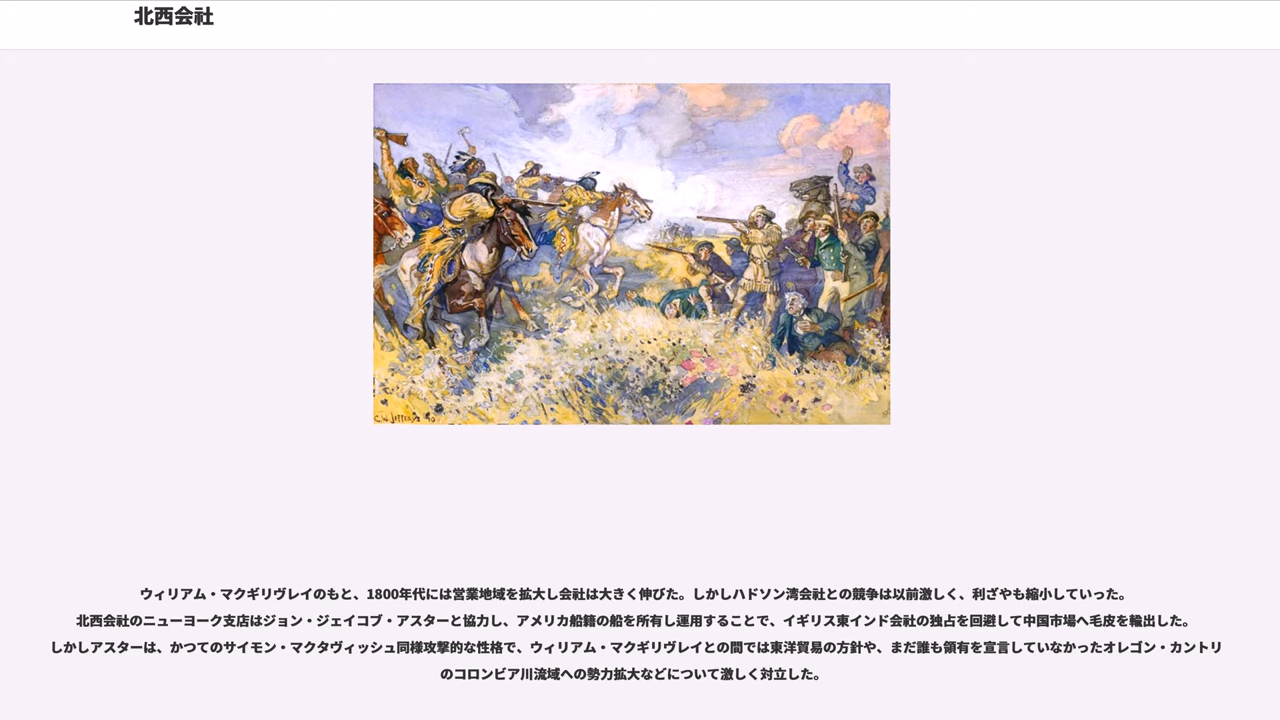 北西会社
C.W. Jefferys
ウィリアム・マクギリヴレイのもと、1800年代には営業地域を拡大し会社は大きく伸びた。しかしハドソン湾会社との競争は以前激しく、利ざやも縮小していった。
北西会社のニューヨーク支店はジョン・ジェイコブ・アスターと協力し、アメリカ船籍の船を所有し運用することで、イギリス東インド会社の独占を回避して中国市場へ毛皮を輸出した。
しかしアスターは、かつてのサイモン・マクタヴィッシュ同様攻撃的な性格で、ウィリアム・マクギリヴレイとの間では東洋貿易の方針や、まだ誰も領有を宣言していなかったオレゴン・カントリ
のコロンビア川流域への勢力拡大などについて激しく対立した。